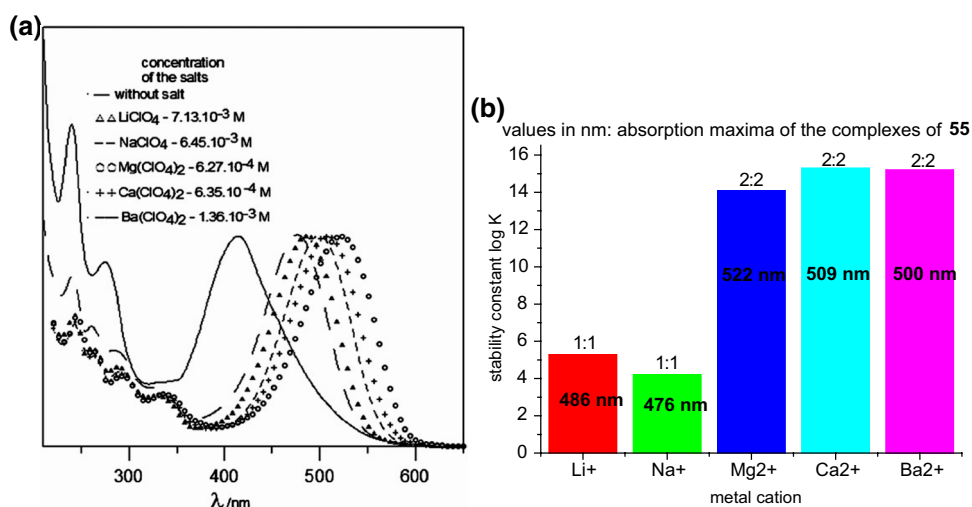 (a)
concentration
of the salts
without salt
LiClO4 - 7.13.10-3 M
NaClO4 - 6.45.10-3 M
Mg(ClO4)2 - 6.27.10-4 M
Ca(ClO4)2 - 6.35.10-4 M
Ba(ClO4)2 - 1.36.10-3 M
300 400 500 600
λ/nm
(b)
values in nm: absorption maxima of the complexes of 55
stability constant log K
16
14
12
10
8
6
4
2
0
1:1 1:1 2:2 2:2 2:2
486 nm 476 nm 522 nm 509 nm 500 nm
Li+ Na+ Mg2+ Ca2+ Ba2+
metal cation